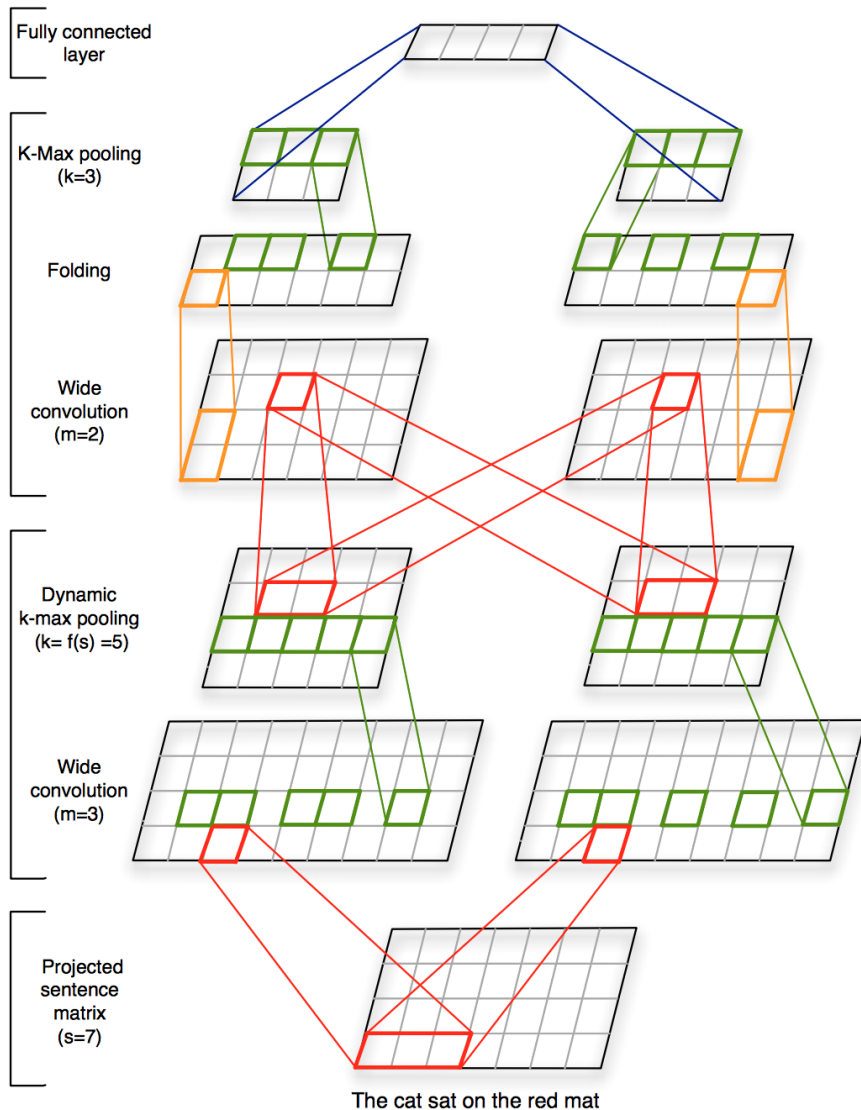 Fully connected
layer
K-Max pooling
(k=3)
Folding
Wide
convolution
(m=2)
Dynamic
k-max pooling
(k= f(s) =5)
Wide
convolution
(m=3)
Projected
sentence
matrix
(s=7)
The cat sat on the red mat